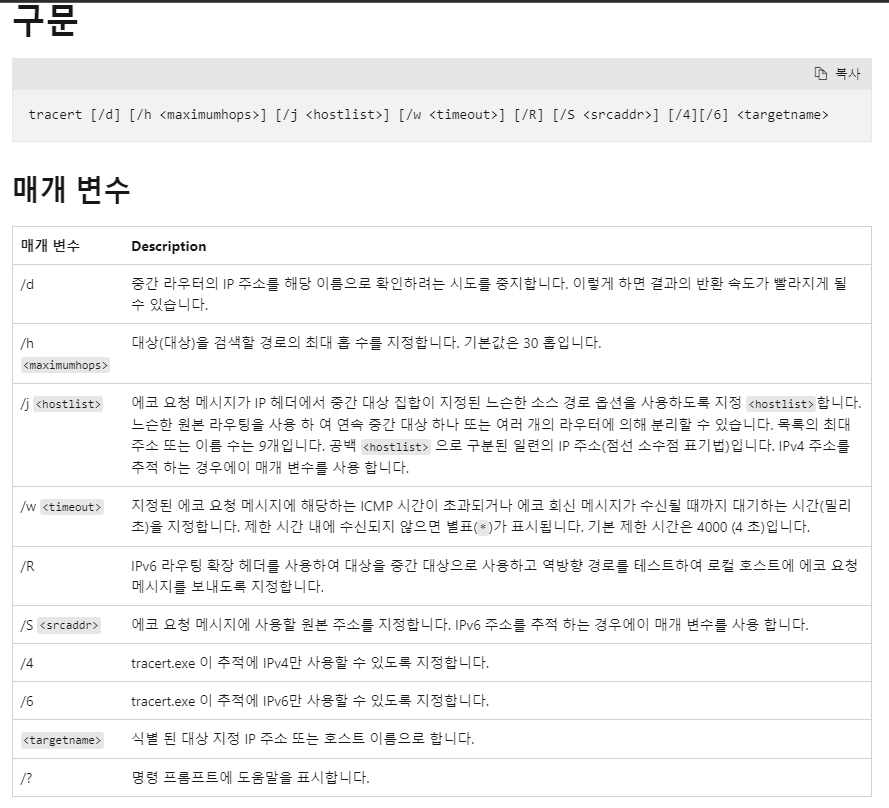 구문
복사
tracert [/d] [/h <maximumhops>] [/j <hostlist>] [/w <timeout>] [/R] [/S <srcaddr>] [/4][/6] <targetname>
매개 변수
매개 변수 Description
/d 중간 라우터의 IP 주소를 해당 이름으로 확인하려는 시도를 중지합니다. 이렇게 하면 결과의 반환 속도가 빨라지게 될
수 있습니다.
/h 대상(대상)을 검색할 경로의 최대 홉 수를 지정합니다. 기본값은 30 홉입니다.
<maximumhops>
/j <hostlist> 에코 요청 메시지가 IP 헤더에서 중간 대상 집합이 지정된 느슨한 소스 경로 옵션을 사용하도록 지정 <hostlist>합니다.
느슨한 원본 라우팅을 사용 하 여 연속 중간 대상 하나 또는 여러 개의 라우터에 의해 분리할 수 있습니다. 목록의 최대
주소 또는 이름 수는 9개입니다. 공백 <hostlist> 으로 구분된 일련의 IP 주소(점선 소수점 표기법)입니다. IPv4 주소를
추적 하는 경우에이 매개 변수를 사용 합니다.
/w <timeout> 지정된 에코 요청 메시지에 해당하는 ICMP 시간이 초과되거나 에코 회신 메시지가 수신될 때까지 대기하는 시간(밀리
초)을 지정합니다. 제한 시간 내에 수신되지 않으면 별표(*)가 표시됩니다. 기본 제한 시간은 4000 (4 초)입니다.
/R IPv6 라우팅 확장 헤더를 사용하여 대상을 중간 대상으로 사용하고 역방향 경로를 테스트하여 로컬 호스트에 에코 요청
메시지를 보내도록 지정합니다.
/S <srcaddr> 에코 요청 메시지에 사용할 원본 주소를 지정합니다. IPv6 주소를 추적 하는 경우에이 매개 변수를 사용 합니다.
/4 tracert.exe 이 추적에 IPv4만 사용할 수 있도록 지정합니다.
/6 tracert.exe 이 추적에 IPv6만 사용할 수 있도록 지정합니다.
<targetname> 식별 된 대상 지정 IP 주소 또는 호스트 이름으로 합니다.
/? 명령 프롬프트에 도움말을 표시합니다.